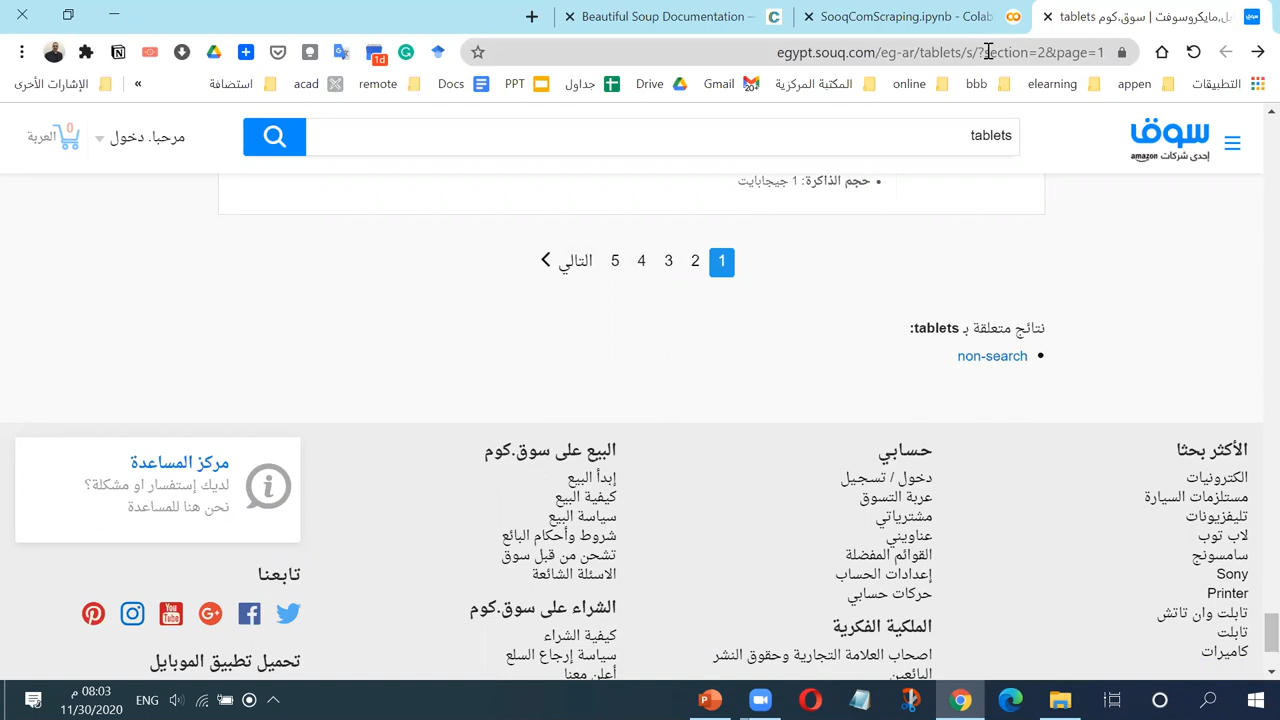 تابلت,مايكروسوفت | سوق.كوم tablets
SooqComScraping.ipynb - Colab
Beautiful Soup Documentation —
egypt.souq.com/eg-ar/tablets/s/?section=2&page=1
1d
التطبيقات
appen
elearning
bbb
online
المكتبة المركزية
Gmail
Drive
جداول
PPT
Docs
remote
acad
استضافة
»
الإشارات الأخرى
سوق
إحدى شركات amazon
tablets
مرحبا. دخول
0
العربة
• حجم الذاكرة: 1 جيجابايت
1 2 3 4 5 التالي
نتائج متعلقة بـ tablets:
• non-search
الأكثر بحثا
الكترونيات
مستلزمات السيارة
تليفزيونات
لاب توب
سامسونج
Sony
Printer
تابلت وان تاتش
تابلت
كاميرات
حسابي
دخول / تسجيل
عربة التسوق
مشترياتي
عناويني
القوائم المفضلة
إعدادات الحساب
حركات حسابي
الملكية الفكرية
اصحاب العلامة التجارية وحقوق النشر
البائعين
البيع على سوق.كوم
إبدأ البيع
كيفية البيع
سياسة البيع
شروط وأحكام البائع
تشحن من قبل سوق
الاسئلة الشائعة
الشراء على سوق.كوم
كيفية الشراء
سياسة إرجاع السلع
أعلن معنا
مركز المساعدة
لديك إستفسار او مشكلة؟
نحن هنا للمساعدة
تابعنا
You Tube
تحميل تطبيق الموبايل
ENG
08:03 م
11/30/2020